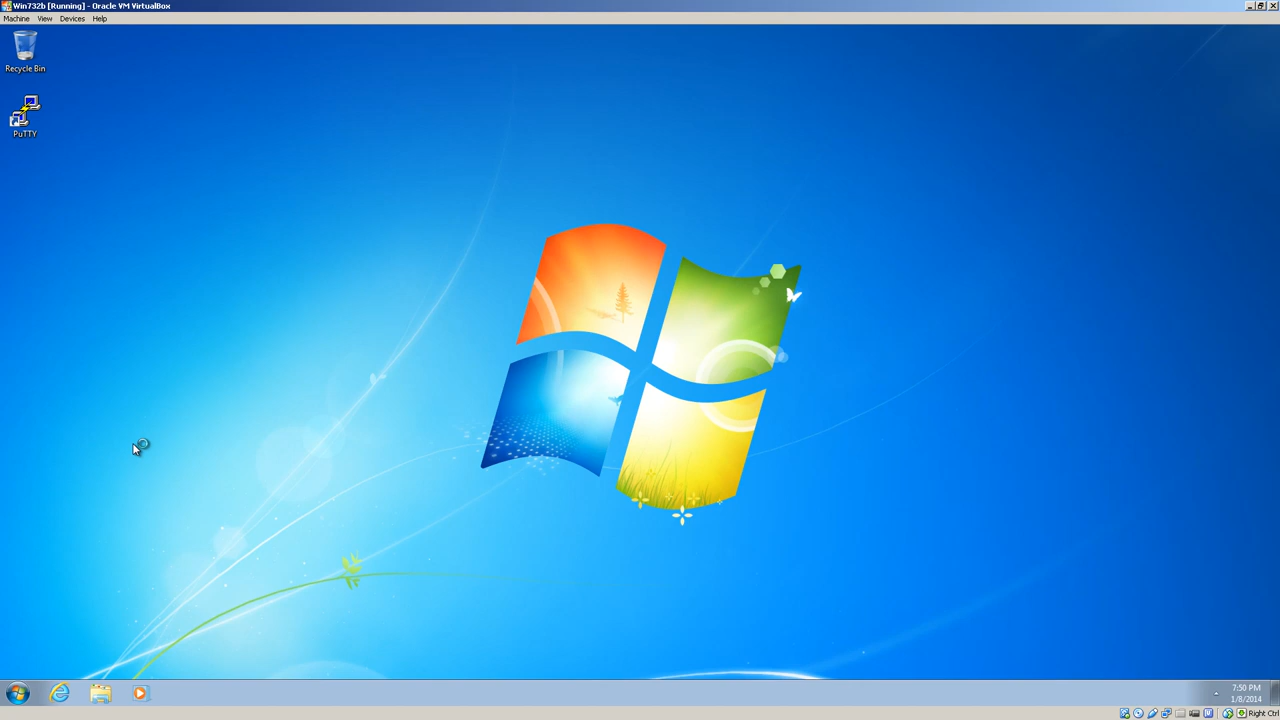 Win732b [Running] - Oracle VM VirtualBox
Machine View Devices Help
Recycle Bin
PuTTY
7:50 PM
1/8/2014
Right Ctrl